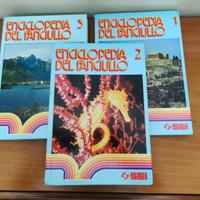 ENCICLOPEDIA 3
DEL FANCIULLO
ENCICLOPEDIA 1
DEL FANCIULLO
ENCICLOPEDIA 2
DEL FANCIULLO
SEI
SEI